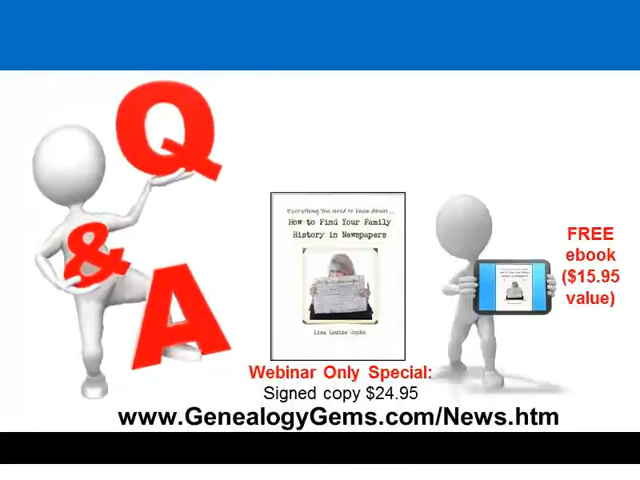 Q
&
A
Everything You Need to Know About...
How to Find Your Family
History in Newspapers
Lisa Louise Cooke
FREE
ebook
($15.95
value)
Webinar Only Special:
Signed copy $24.95
www.GenealogyGems.com/News.htm